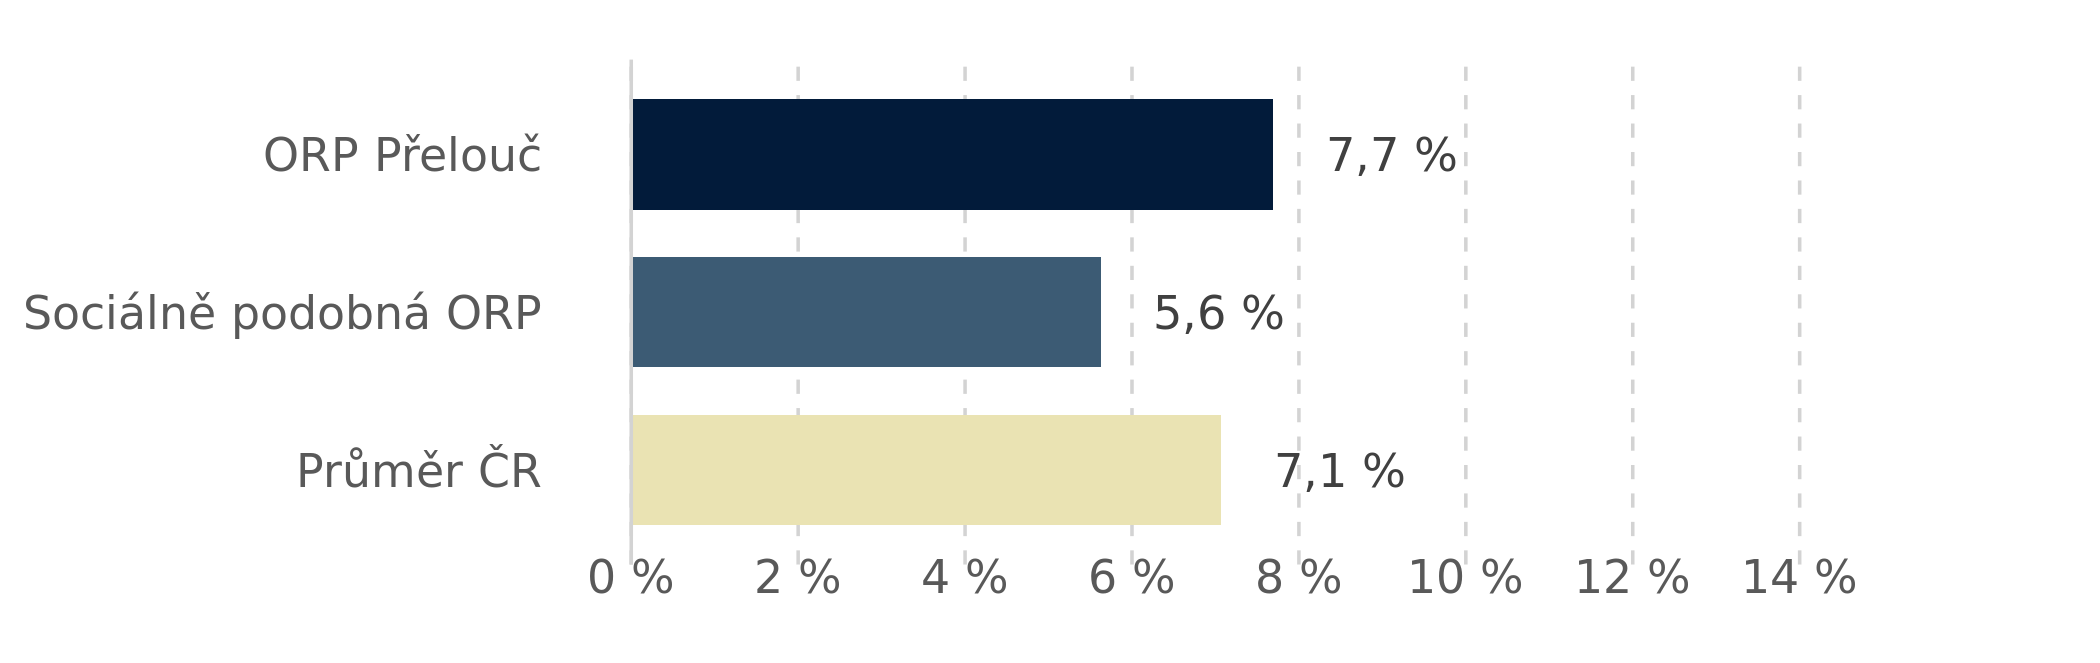 ORP Přelouč 7,7 %
Sociálně podobná ORP 5,6 %
Průměr ČR 7,1 %
0 % 2 % 4 % 6 % 8 % 10 % 12 % 14 %